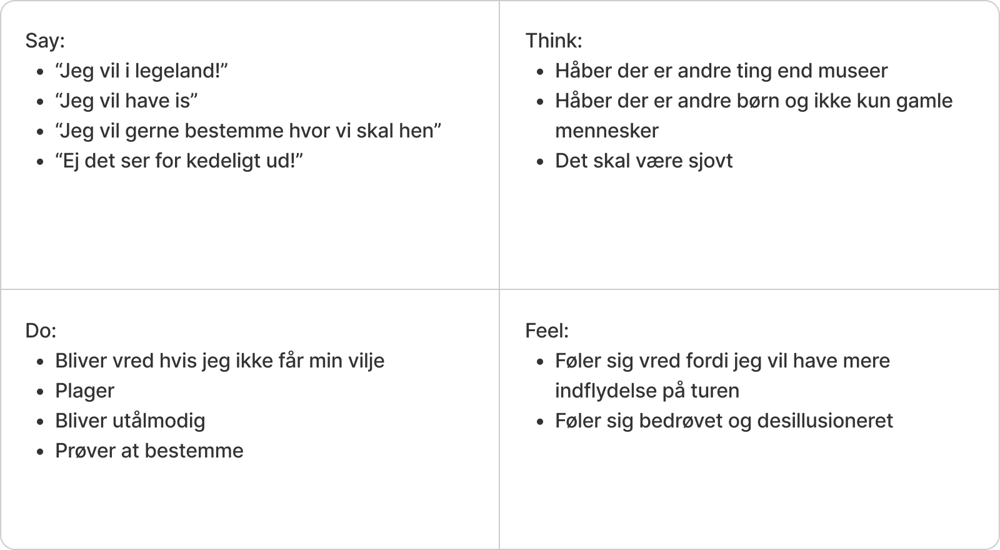 Say:
• “Jeg vil i legeland!”
• “Jeg vil have is”
• “Jeg vil gerne bestemme hvor vi skal hen”
• “Ej det ser for kedeligt ud!”
Think:
• Håber der er andre ting end museer
• Håber der er andre børn og ikke kun gamle
mennesker
• Det skal være sjovt
Do:
• Bliver vred hvis jeg ikke får min vilje
• Plager
• Bliver utålmodig
• Prøver at bestemme
Feel:
• Føler sig vred fordi jeg vil have mere
indflydelse på turen
• Føler sig bedrøvet og desillusioneret